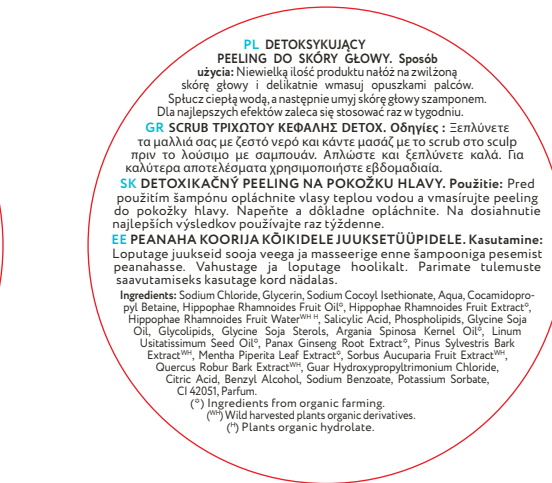 PL DETOKSYKUJĄCY
PEELING DO SKÓRY GŁOWY. Sposób
użycia: Niewielką ilość produktu nałóż na zwilżoną
skórę głowy i delikatnie wmasuj opuszkami palców.
Spłucz ciepłą wodą, a następnie umyj skórę głowy szamponem.
Dla najlepszych efektów zaleca się stosować raz w tygodniu.
GR SCRUB ΤΡΙΧΩΤΟΥ ΚΕΦΑΛΗΣ DETOX. Οδηγίες : Ξεπλύνετε
τα μαλλιά σας με ζεστό νερό και κάντε μασάζ με το scrub στο sculp
πριν το λούσιμο με σαμπουάν. Απλώστε και ξεπλύνετε καλά. Για
καλύτερα αποτελέσματα χρησιμοποιήστε εβδομαδιαία.
SK DETOXIKAČNÝ PEELING NA POKOŽKU HLAVY. Použitie: Pred
použitím šampónu opláchnite vlasy teplou vodou a vmasírujte peeling
do pokožky hlavy. Napeňte a dôkladne opláchnite. Na dosiahnutie
najlepších výsledkov používajte raz týždenne.
EE PEANAHA KOORIJA KÕIKIDELE JUUKSETÜÜPIDELE. Kasutamine:
Loputage juukseid sooja veega ja masseerige enne šampooniga pesemist
peanahasse. Vahustage ja loputage hoolikalt. Parimate tulemuste
saavutamiseks kasutage kord nädalas.
Ingredients: Sodium Chloride, Glycerin, Sodium Cocoyl Isethionate, Aqua, Cocamidopro-
pyl Betaine, Hippophae Rhamnoides Fruit Oil°, Hippophae Rhamnoides Fruit Extract°,
Hippophae Rhamnoides Fruit Water^WH H, Salicylic Acid, Phospholipids, Glycine Soja
Oil, Glycolipids, Glycine Soja Sterols, Argania Spinosa Kernel Oil°, Linum
Usitatissimum Seed Oil°, Panax Ginseng Root Extract°, Pinus Sylvestris Bark
Extract^WH, Mentha Piperita Leaf Extract°, Sorbus Aucuparia Fruit Extract^WH,
Quercus Robur Bark Extract^WH, Guar Hydroxypropyltrimonium Chloride,
Citric Acid, Benzyl Alcohol, Sodium Benzoate, Potassium Sorbate,
CI 42051, Parfum.
(°) Ingredients from organic farming.
(^WH) Wild harvested plants organic derivatives.
(^H) Plants organic hydrolate.